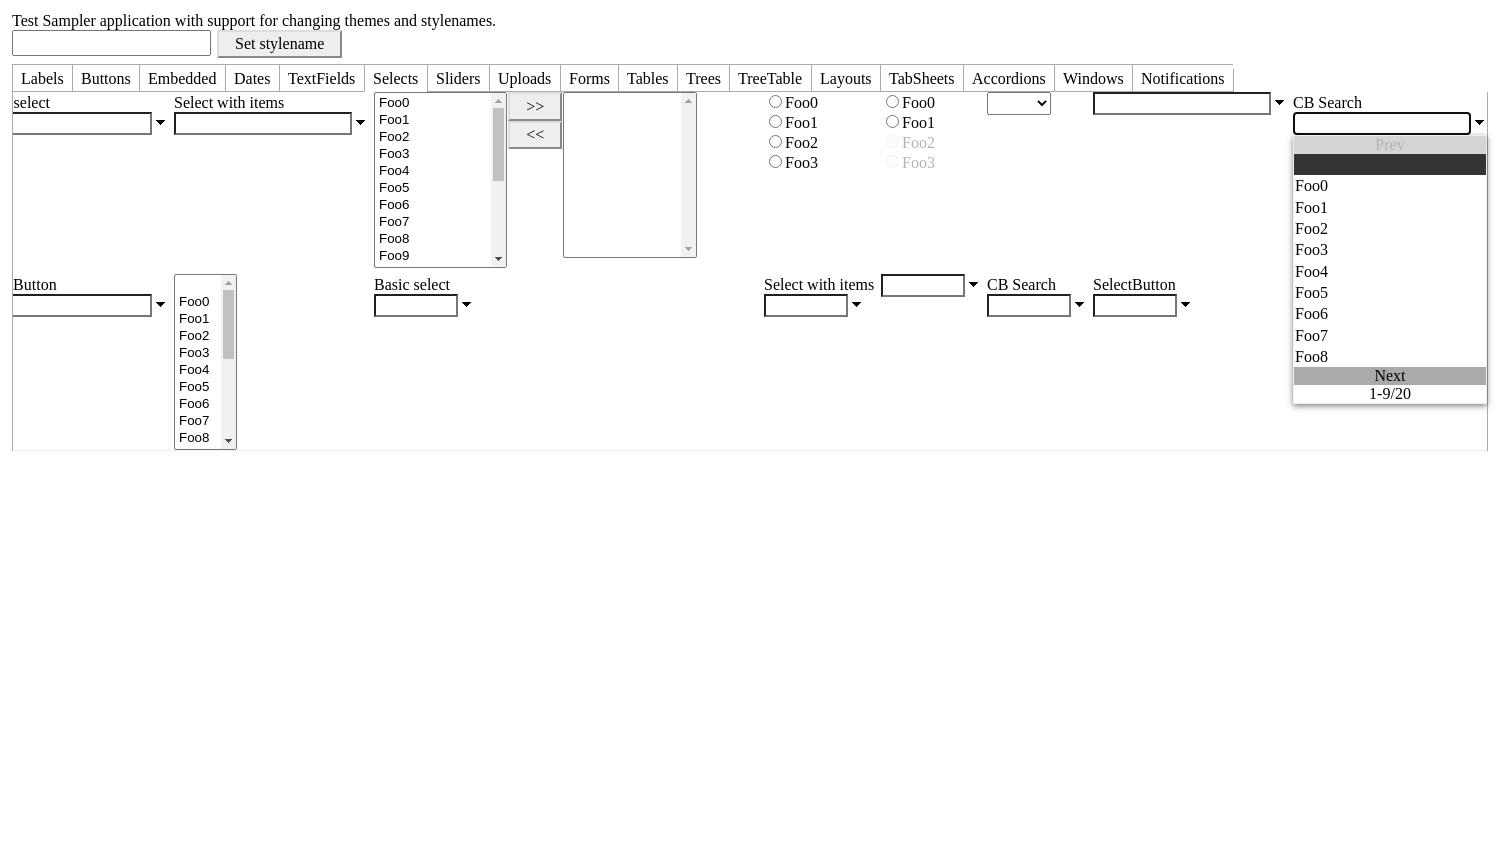 Test Sampler application with support for changing themes and stylenames.
Set stylename
Labels Buttons Embedded Dates TextFields Selects Sliders Uploads Forms Tables Trees TreeTable Layouts TabSheets Accordions Windows Notifications
select
Select with items
Foo0
Foo1
Foo2
Foo3
Foo4
Foo5
Foo6
Foo7
Foo8
Foo9
>>
<<
Foo0
Foo1
Foo2
Foo3
Foo0
Foo1
Foo2
Foo3
CB Search
Prev
Foo0
Foo1
Foo2
Foo3
Foo4
Foo5
Foo6
Foo7
Foo8
Next
1-9/20
Button
Foo0
Foo1
Foo2
Foo3
Foo4
Foo5
Foo6
Foo7
Foo8
Basic select
Select with items
CB Search
SelectButton